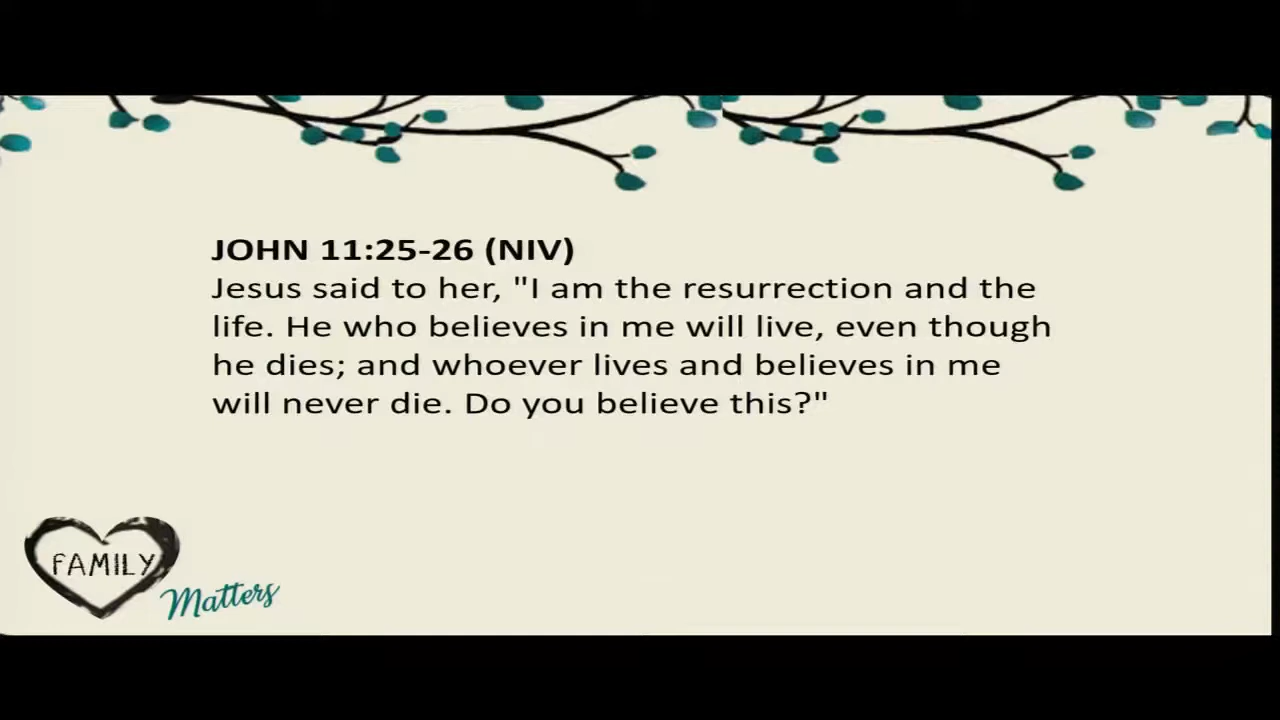 JOHN 11:25-26 (NIV)
Jesus said to her, "I am the resurrection and the
life. He who believes in me will live, even though
he dies; and whoever lives and believes in me
will never die. Do you believe this?"
FAMILY
Matters